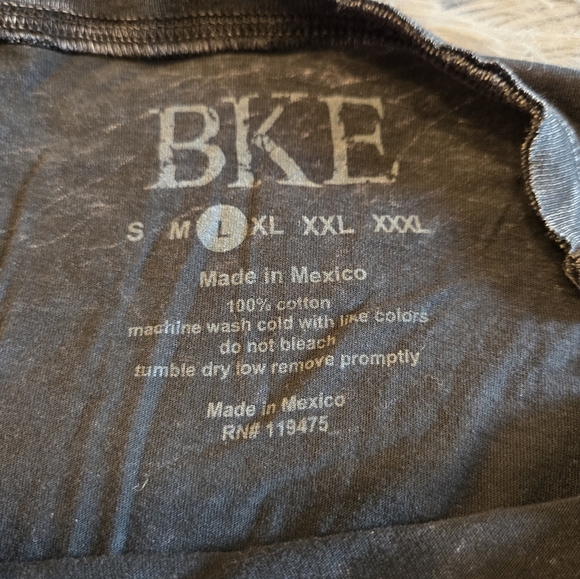 BKE
S M L XL XXL XXXL
Made in Mexico
100% cotton
machine wash cold with like colors
do not bleach
tumble dry low remove promptly
Made in Mexico
RN# 119475